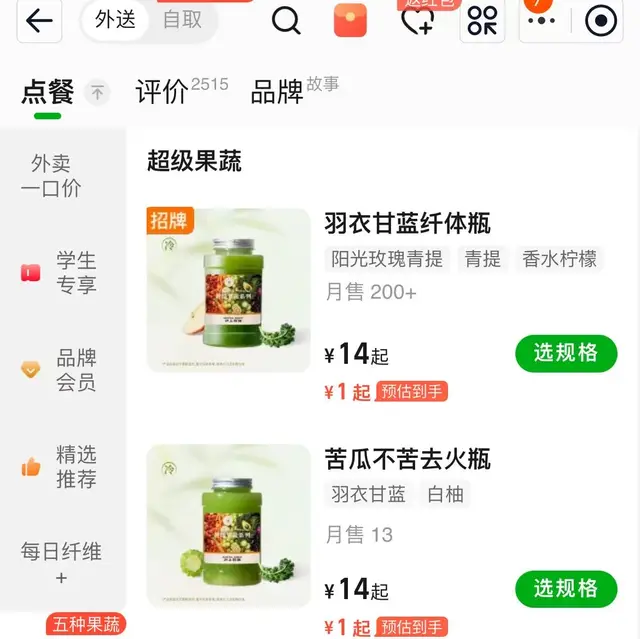 外送
自取
返红包
点餐
评价 2515
品牌 故事
外卖
一口价
学生
专享
品牌
会员
精选
推荐
每日纤维
+
五种果蔬
超级果蔬
招牌
冷
羽衣甘蓝纤体瓶
阳光玫瑰青提 青提 香水柠檬
月售 200+
¥14起
选规格
¥1起 预估到手
冷
苦瓜不苦去火瓶
羽衣甘蓝 白柚
月售 13
¥14起
选规格
¥1起 预估到手